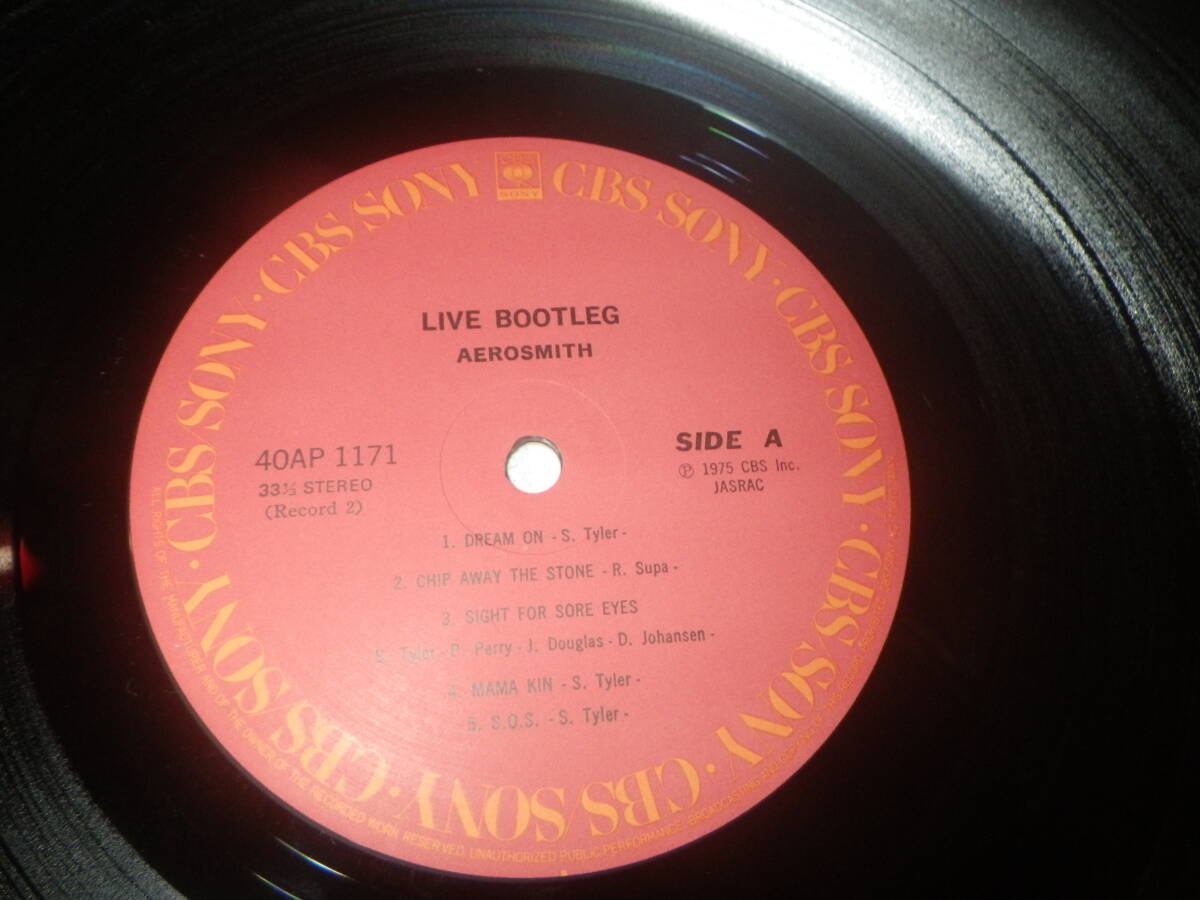 CBS SONY · CBS SONY · CBS/SONY · CBS/SONY · CBS/SONY · CBS/SONY · CBS/SONY · CBS SONY
CBS
SONY
LIVE BOOTLEG
AEROSMITH
40AP 1171
33⅓ STEREO
(Record 2)
SIDE A
Ⓟ 1975 CBS Inc.
JASRAC
1. DREAM ON - S. Tyler -
2. CHIP AWAY THE STONE - R. Supa -
3. SIGHT FOR SORE EYES
S. Tyler - P. Perry - J. Douglas - D. Johansen -
4. MAMA KIN - S. Tyler -
5. S.O.S. - S. Tyler -
ALL RIGHTS OF THE MANUFACTURER AND OF THE OWNER OF THE RECORDED WORK RESERVED. UNAUTHORIZED PUBLIC PERFORMANCE, BROADCASTING AND COPYING OF